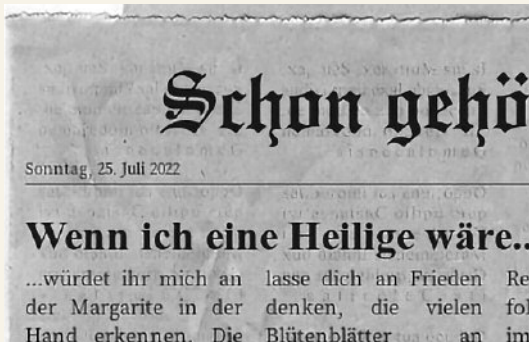 Schon gehö
Sonntag, 25. Juli 2022
Wenn ich eine Heilige wäre..
...würdet ihr mich an
der Margarite in der
Hand erkennen. Die
lasse dich an Frieden
denken, die vielen
Blütenblätter an
Re
fol
im